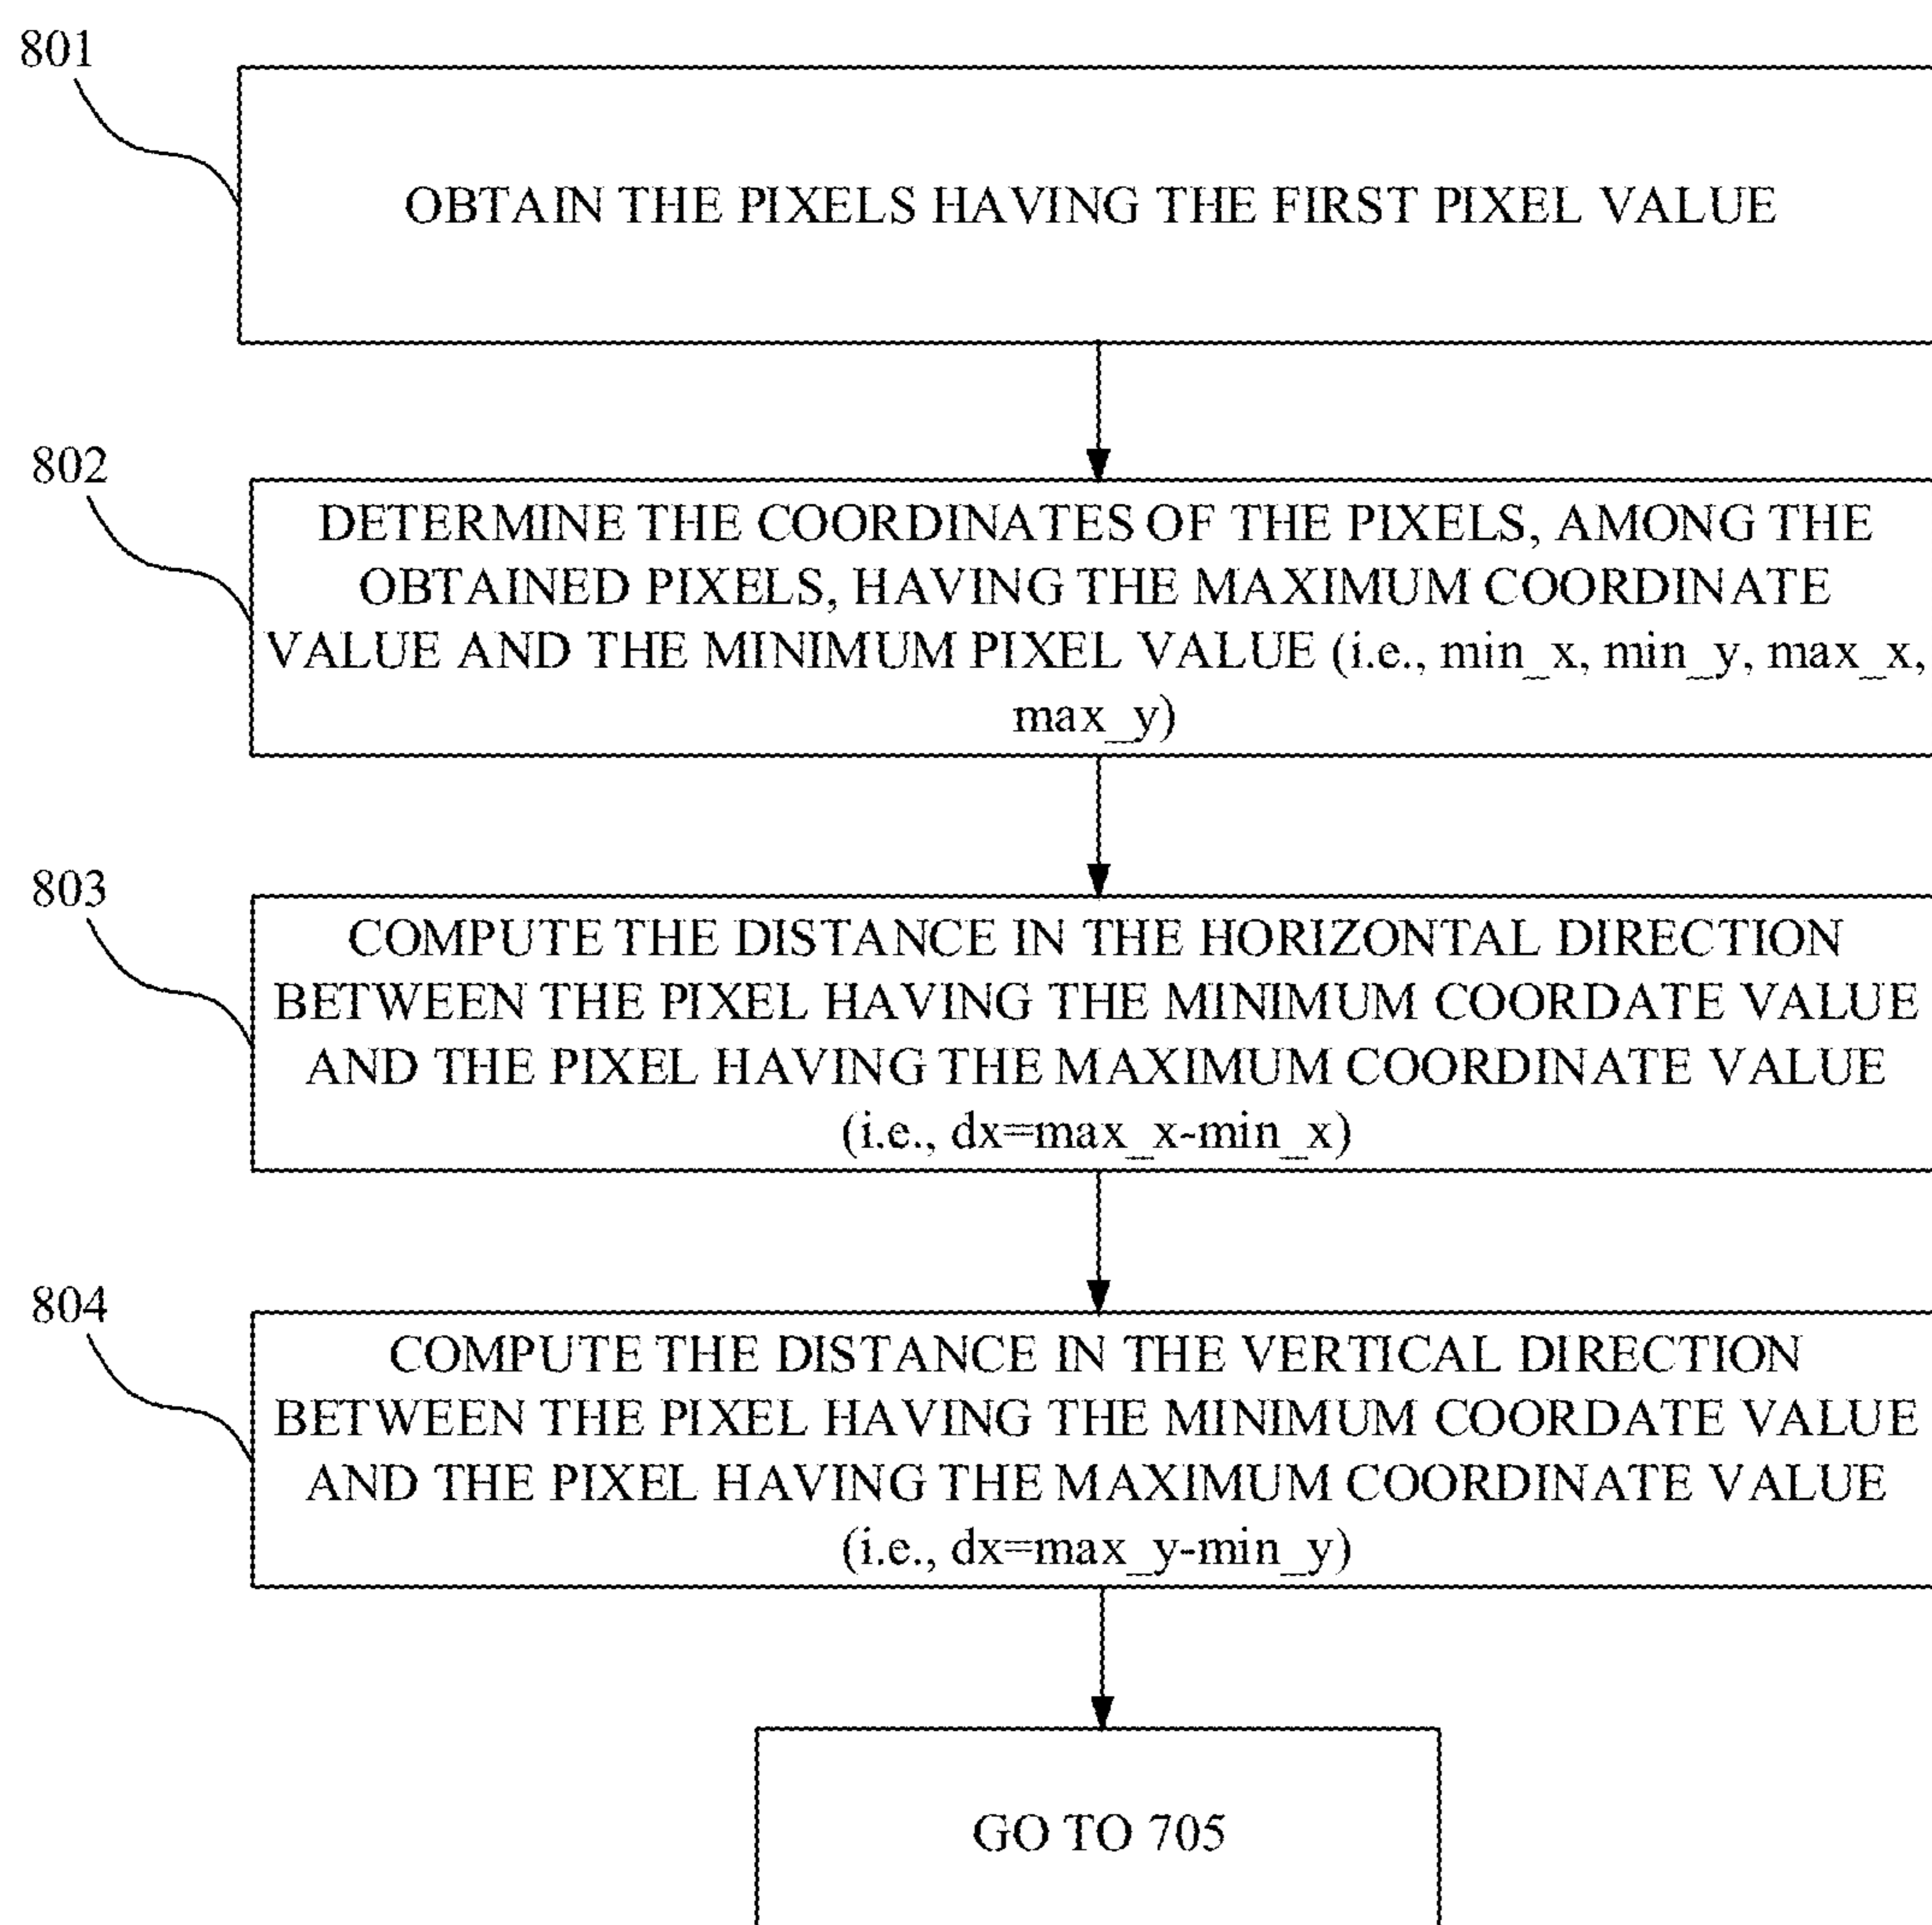 801
OBTAIN THE PIXELS HAVING THE FIRST PIXEL VALUE
802
DETERMINE THE COORDINATES OF THE PIXELS, AMONG THE
OBTAINED PIXELS, HAVING THE MAXIMUM COORDINATE
VALUE AND THE MINIMUM PIXEL VALUE (i.e., min_x, min_y, max_x,
max_y)
803
COMPUTE THE DISTANCE IN THE HORIZONTAL DIRECTION
BETWEEN THE PIXEL HAVING THE MINIMUM COORDATE VALUE
AND THE PIXEL HAVING THE MAXIMUM COORDINATE VALUE
(i.e., dx=max_x-min_x)
804
COMPUTE THE DISTANCE IN THE VERTICAL DIRECTION
BETWEEN THE PIXEL HAVING THE MINIMUM COORDATE VALUE
AND THE PIXEL HAVING THE MAXIMUM COORDINATE VALUE
(i.e., dx=max_y-min_y)
GO TO 705